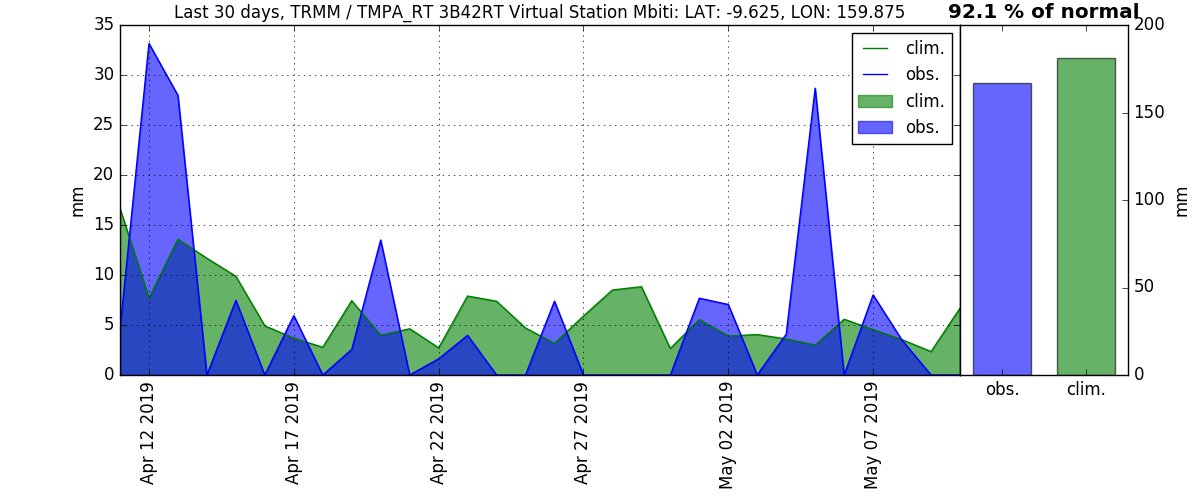 Last 30 days, TRMM / TMPA_RT 3B42RT Virtual Station Mbiti: LAT: -9.625, LON: 159.875
92.1 % of normal
35
30
25
20
15
10
5
0
mm
clim.
obs.
clim.
obs.
Apr 12 2019
Apr 17 2019
Apr 22 2019
Apr 27 2019
May 02 2019
May 07 2019
200
150
100
50
0
mm
obs.
clim.